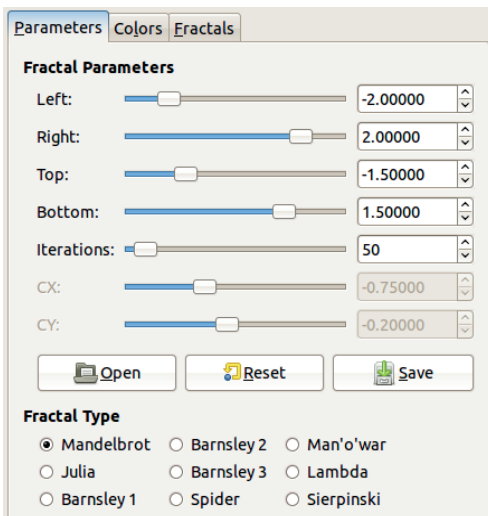 Parameters Colors Fractals
Fractal Parameters
Left: -2.00000
Right: 2.00000
Top: -1.50000
Bottom: 1.50000
Iterations: 50
CX: -0.75000
CY: -0.20000
Open Reset Save
Fractal Type
Mandelbrot Barnsley 2 Man'o'war
Julia Barnsley 3 Lambda
Barnsley 1 Spider Sierpinski